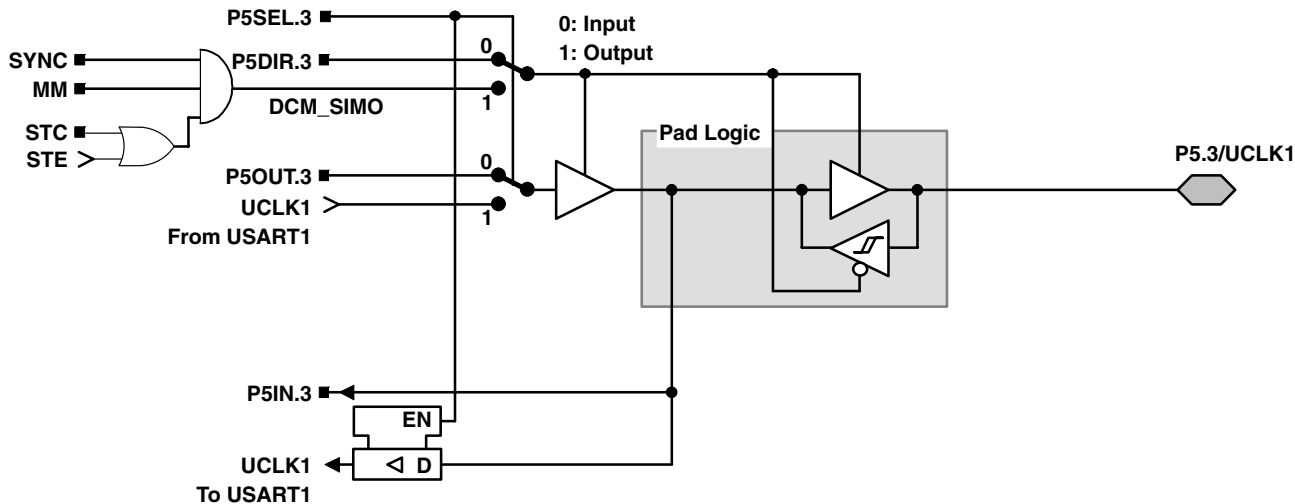 P5SEL.3
0: Input
1: Output
SYNC
P5DIR.3
0
MM
1
DCM_SIMO
STC
STE
Pad Logic
P5.3/UCLK1
P5OUT.3
0
UCLK1
1
From USART1
P5IN.3
EN
UCLK1
D
To USART1